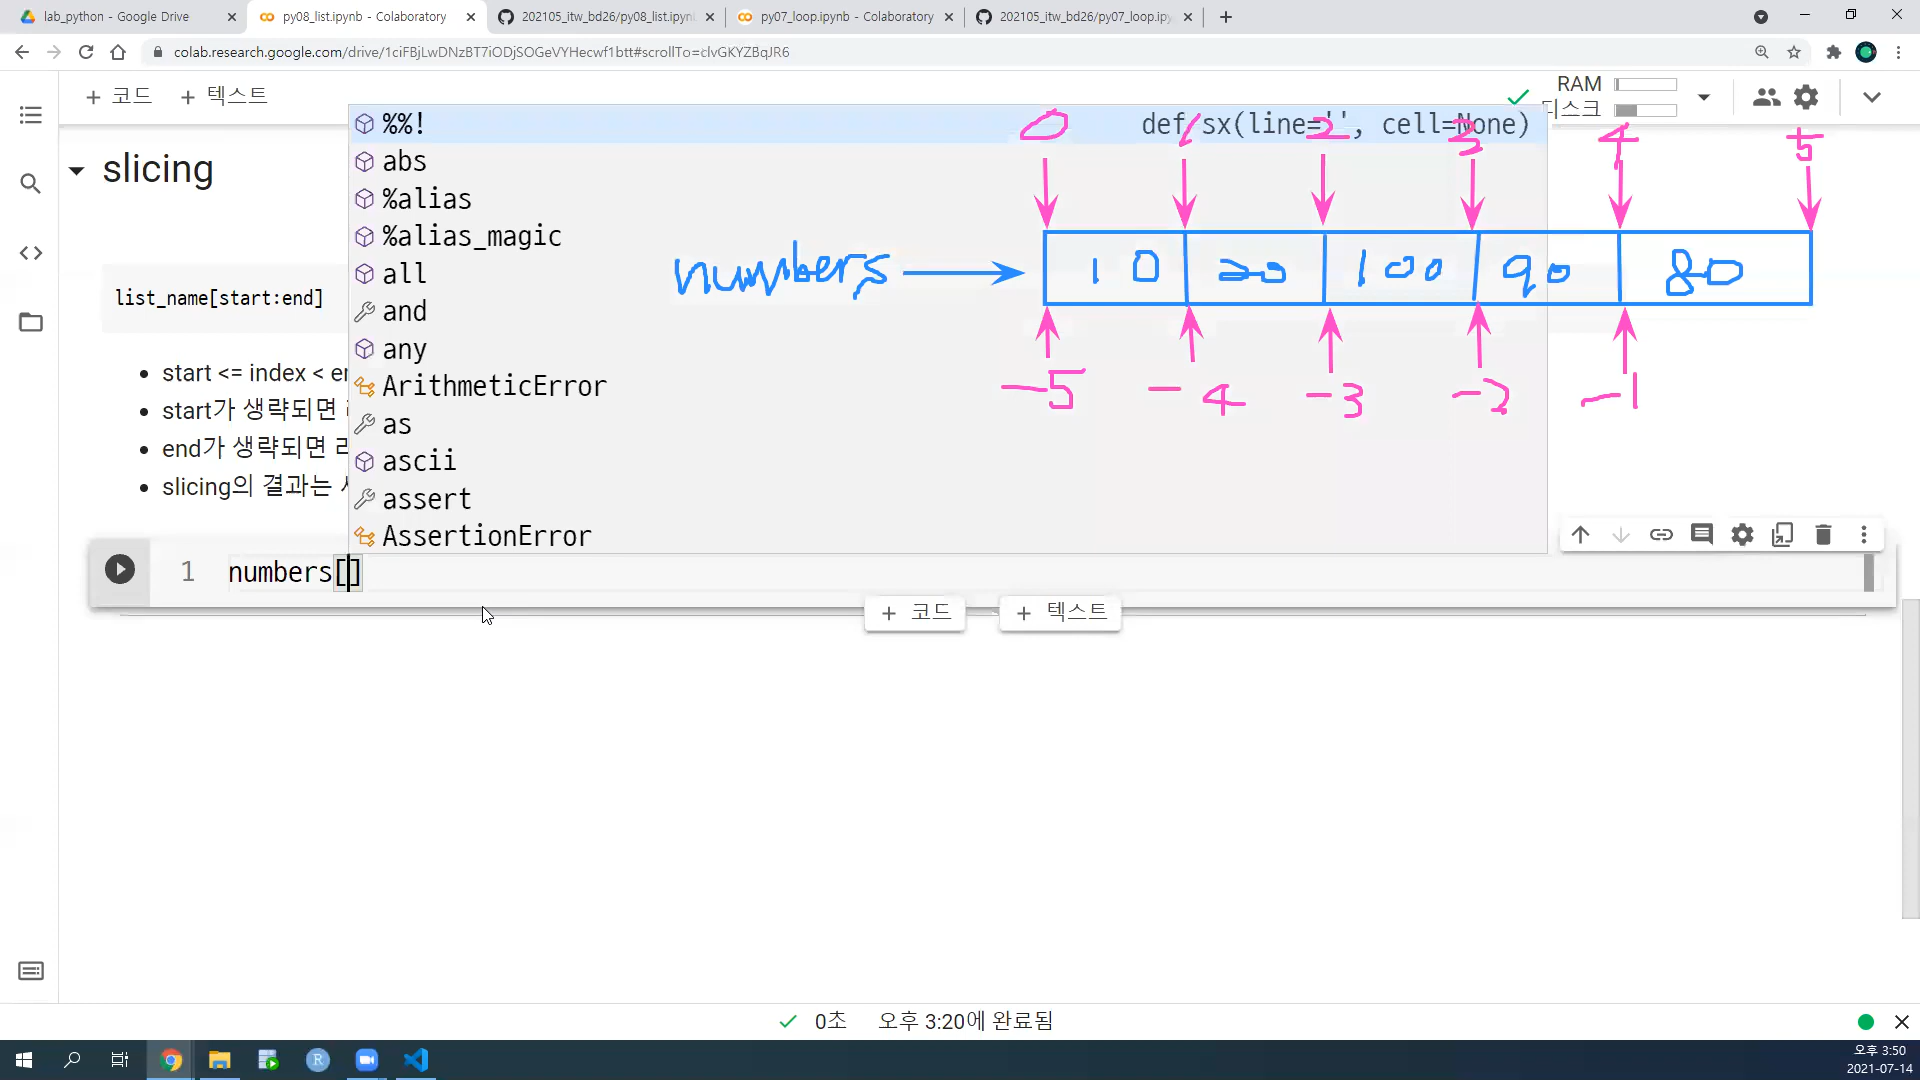 lab_python - Google Drive
py08_list.ipynb - Colaboratory
202105_itw_bd26/py08_list.ipyn
py07_loop.ipynb - Colaboratory
202105_itw_bd26/py07_loop.ipy
colab.research.google.com/drive/1ciFBjLwDNzBT7iODjSOGeVYHecwf1btt#scrollTo=clvGKYZBqJR6
+ 코드 + 텍스트
RAM
디스크
slicing
list_name[start:end]
start <= index < e
start가 생략되면
end가 생략되면
slicing의 결과는
%%! def sx(line='', cell=None)
abs
%alias
%alias_magic
all
and
any
ArithmeticError
as
ascii
assert
AssertionError
0 1 2 3 4 5
numbers
10 20 100 90 80
-5 -4 -3 -2 -1
1 numbers[]
+ 코드 + 텍스트
0초 오후 3:20에 완료됨
오후 3:50
2021-07-14